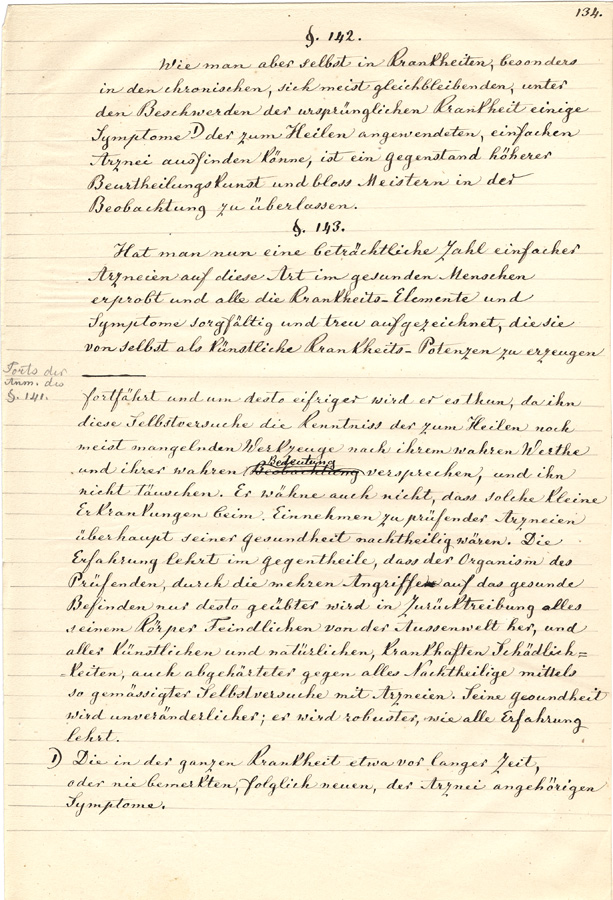 134.
§. 142.
Wie man aber selbst in Krankheiten, besonders
in den chronischen, sich meist gleichbleibenden, unter
den Beschwerden der ursprünglichen Krankheit einige
Symptome 1) der zum Heilen angewendeten, einfachen
Arznei ausfinden könne, ist ein Gegenstand höherer
Beurtheilungskunst und bloss Meistern in der
Beobachtung zu überlassen.
§. 143.
Hat man nun eine beträchtliche Zahl einfacher
Arzneien auf diese Art im gesunden Menschen
erprobt und alle die Krankheits-Elemente und
Symptome sorgfältig und treu aufgezeichnet, die sie
von selbst als künstliche Krankheits-Potenzen zu erzeugen
Forts der
Anm. des
§. 141.
fortfährt und um desto eifriger wird er es thun, da ihn
diese Selbstversuche die Kenntniss der zum Heilen noch
meist mangelnden Werkzeuge nach ihrem wahren Werthe
Bedeutung
und ihrer wahren Beobachtung versprechen, und ihn
nicht täuschen. Er wähne auch nicht, dass solche kleine
Erkrankungen beim Einnehmen zu prüfender Arzneien
überhaupt seiner Gesundheit nachtheilig wären. Die
Erfahrung lehrt im Gegentheile, dass der Organism des
Prüfenden, durch die mehren Angriffe auf das gesunde
Befinden nur desto geübter wird in Zurücktreibung alles
seinem Körper Feindlichen von der Aussenwelt her, und
aller künstlichen und natürlichen, krankhaften Schädlich=
=keiten, auch abgehärteter gegen alles Nachtheilige mittels
so gemässigter Selbstversuche mit Arzneien. Seine Gesundheit
wird unveränderlicher; er wird robuster, wie alle Erfahrung
lehrt.
1) Die in der ganzen Krankheit etwa vor langer Zeit,
oder nie bemerkten, folglich neuen, der Arznei angehörigen
Symptome.